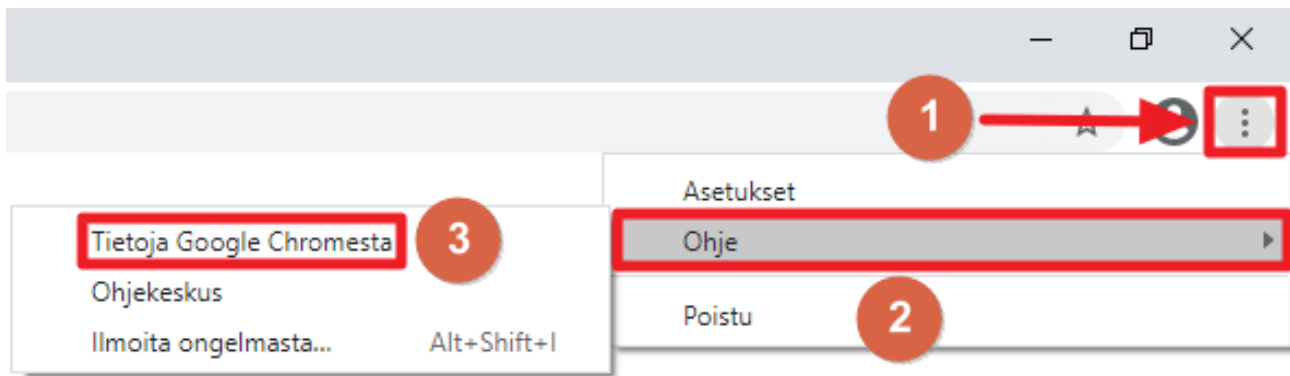 1
Asetukset
Tietoja Google Chromesta
3
Ohje
Ohjekeskus
Poistu
2
Ilmoita ongelmasta...
Alt+Shift+I